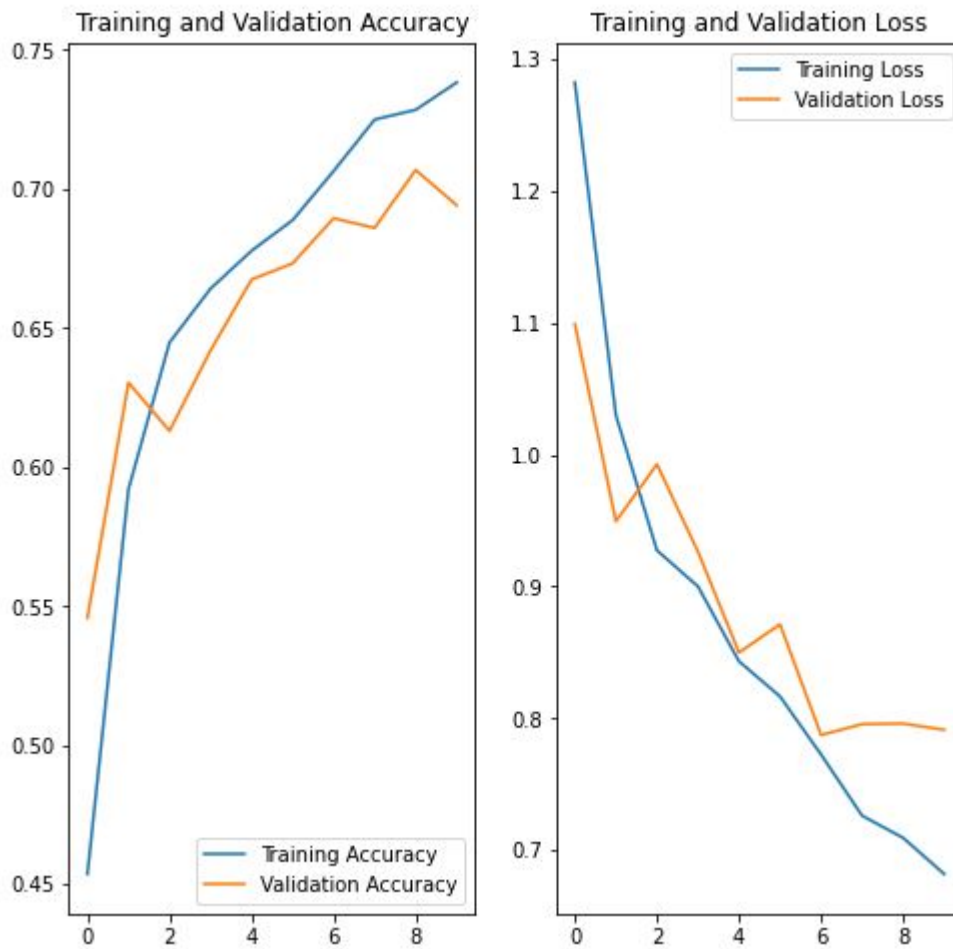 Training and Validation Accuracy
0.75
0.70
0.65
0.60
0.55
0.50
0.45
0 2 4 6 8
Training Accuracy
Validation Accuracy
Training and Validation Loss
1.3
1.2
1.1
1.0
0.9
0.8
0.7
0 2 4 6 8
Training Loss
Validation Loss